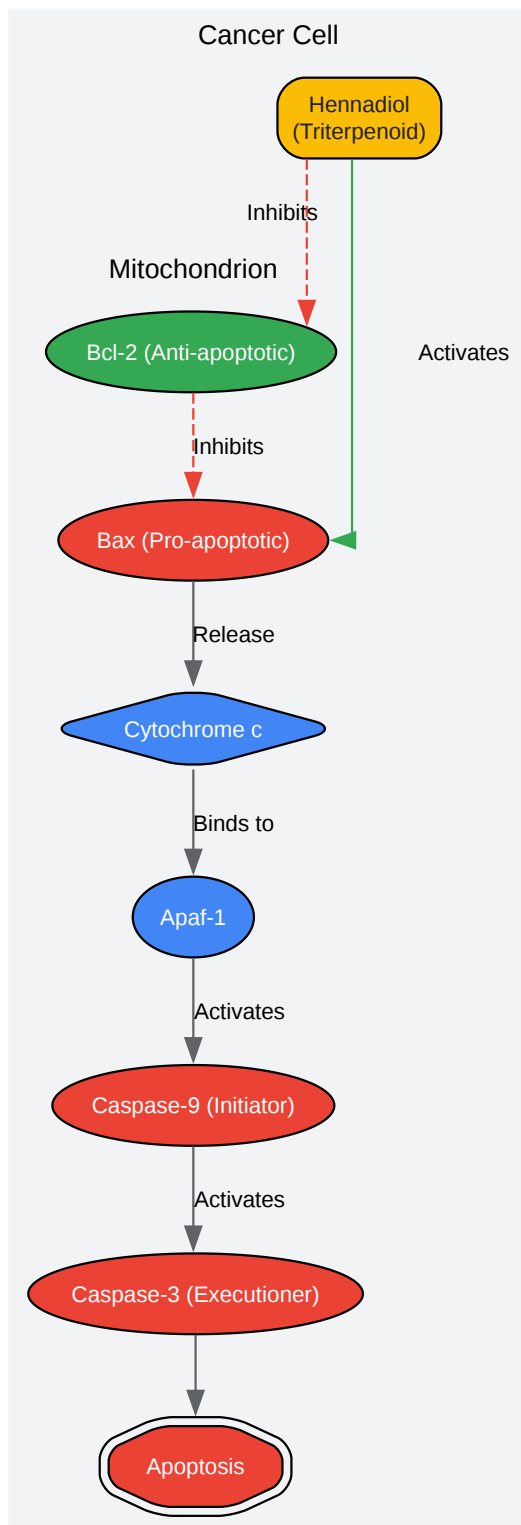 Cancer Cell
Hennadiol
(Triterpenoid)
Inhibits
Mitochondrion
Bcl-2 (Anti-apoptotic)
Activates
Inhibits
Bax (Pro-apoptotic)
Release
Cytochrome c
Binds to
Apaf-1
Activates
Caspase-9 (Initiator)
Activates
Caspase-3 (Executioner)
Apoptosis